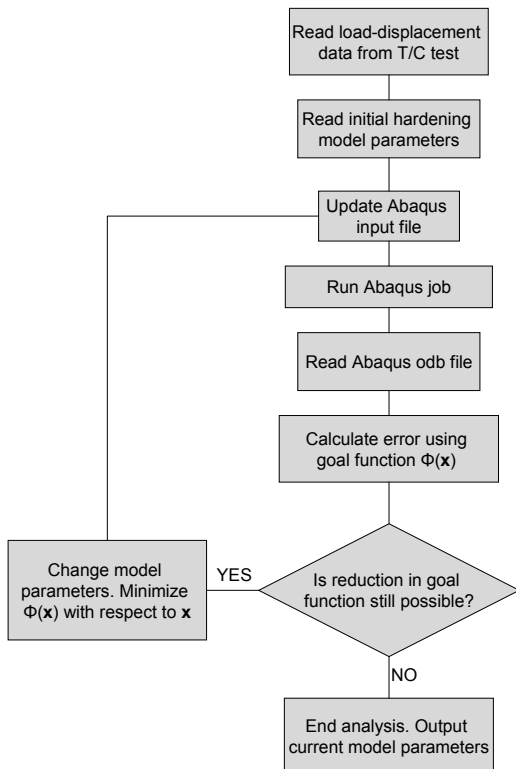 Read load-displacement
data from T/C test
Read initial hardening
model parameters
Update Abaqus
input file
Run Abaqus job
Read Abaqus odb file
Calculate error using
goal function Φ(x)
Is reduction in goal
function still possible?
YES
Change model
parameters. Minimize
Φ(x) with respect to x
NO
End analysis. Output
current model parameters